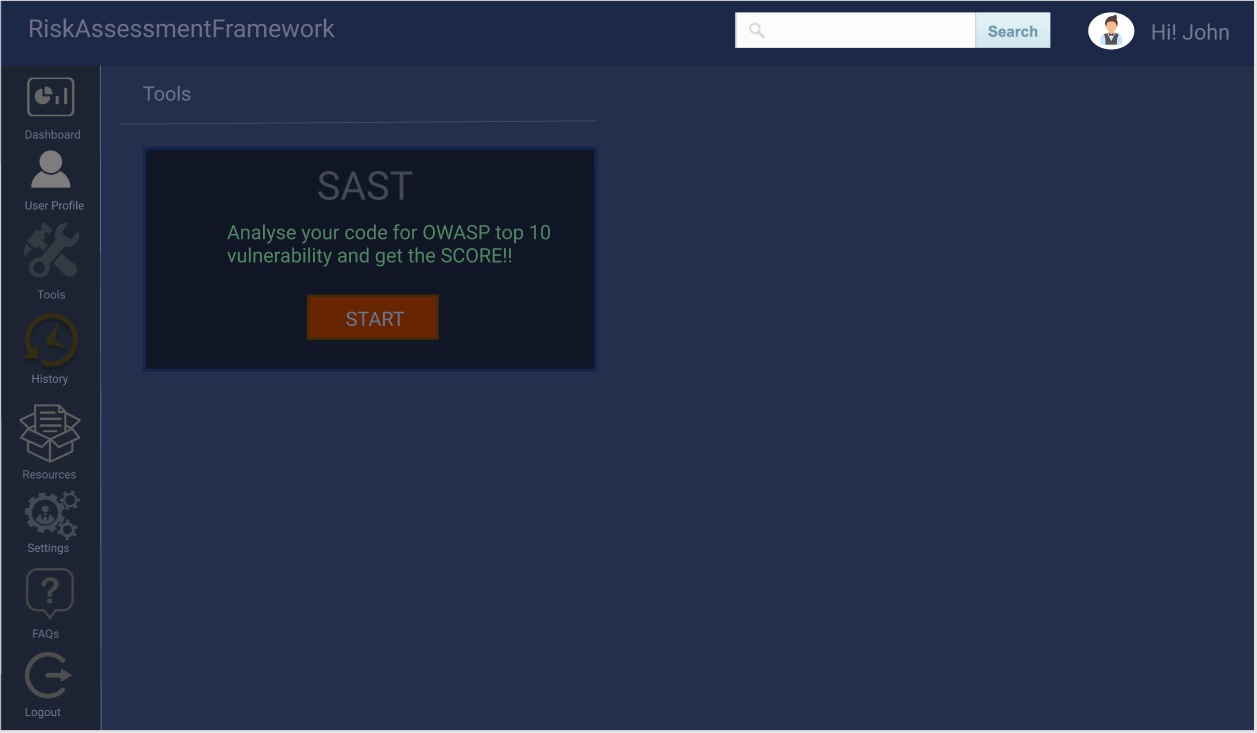 RiskAssessmentFramework
Search
Hi! John
Dashboard
User Profile
Tools
History
Resources
Settings
FAQs
Logout
Tools
SAST
Analyse your code for OWASP top 10
vulnerability and get the SCORE!!
START